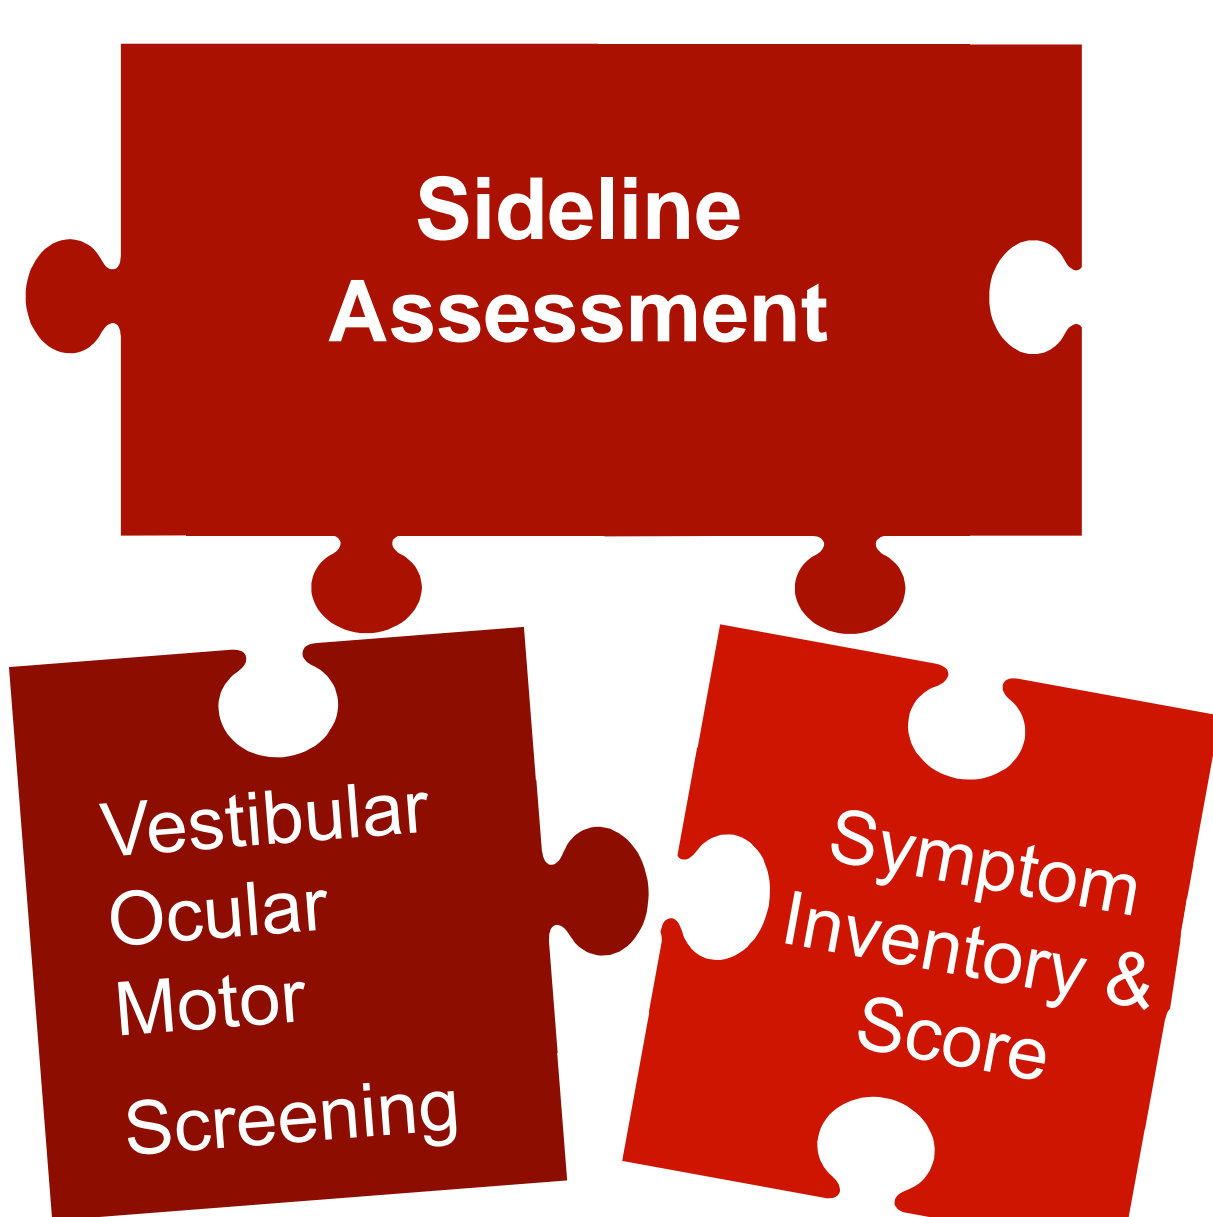 Sideline
Assessment
Vestibular
Ocular
Motor
Screening
Symptom
Inventory &
Score